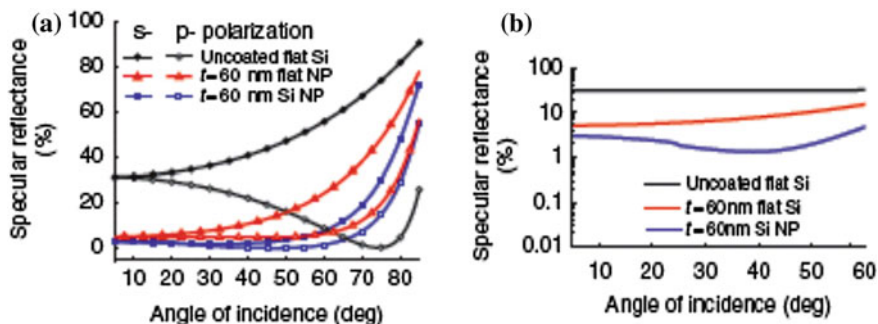 (a)
s- p- polarization
Uncoated flat Si
t=60 nm flat NP
t=60 nm Si NP
100
80
60
40
20
0
Specular reflectance
(%)
10 20 30 40 50 60 70 80
Angle of incidence (deg)
(b)
100
10
1
0.1
0.01
Specular reflectance
(%)
Uncoated flat Si
t=60nm flat Si
t=60nm Si NP
10 20 30 40 50 60
Angle of incidence (deg)